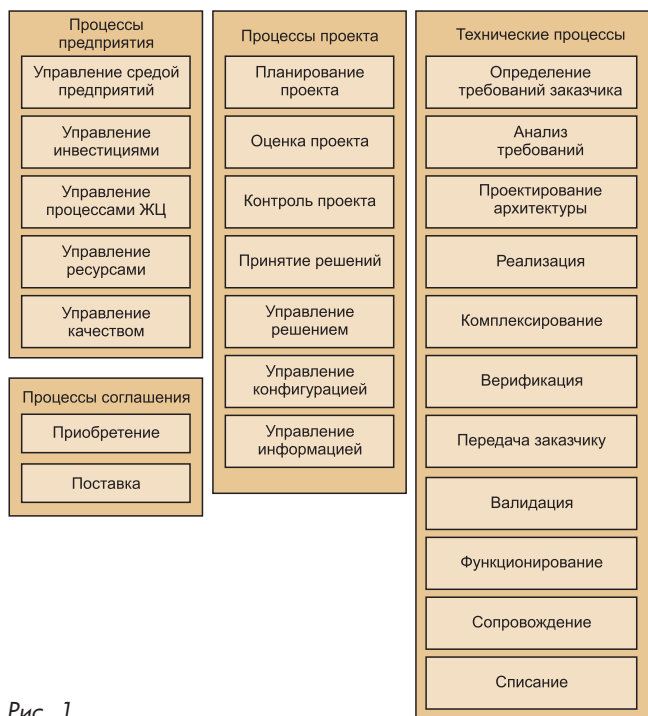 Процессы
предприятия
Управление средой
предприятий
Управление
инвестициями
Управление
процессами ЖЦ
Управление
ресурсами
Управление
качеством
Процессы соглашения
Приобретение
Поставка
Процессы проекта
Планирование
проекта
Оценка проекта
Контроль проекта
Принятие решений
Управление
решением
Управление
конфигурацией
Управление
информацией
Технические процессы
Определение
требований заказчика
Анализ
требований
Проектирование
архитектуры
Реализация
Комплексирование
Верификация
Передача заказчику
Валидация
Функционирование
Сопровождение
Списание
Рис. 1